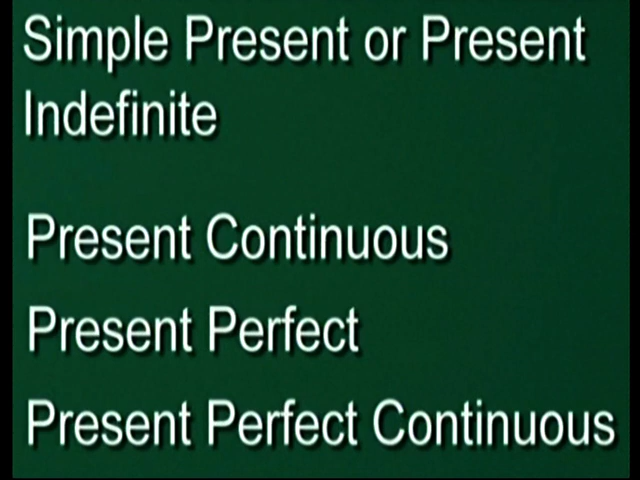 Simple Present or Present
Indefinite
Present Continuous
Present Perfect
Present Perfect Continuous